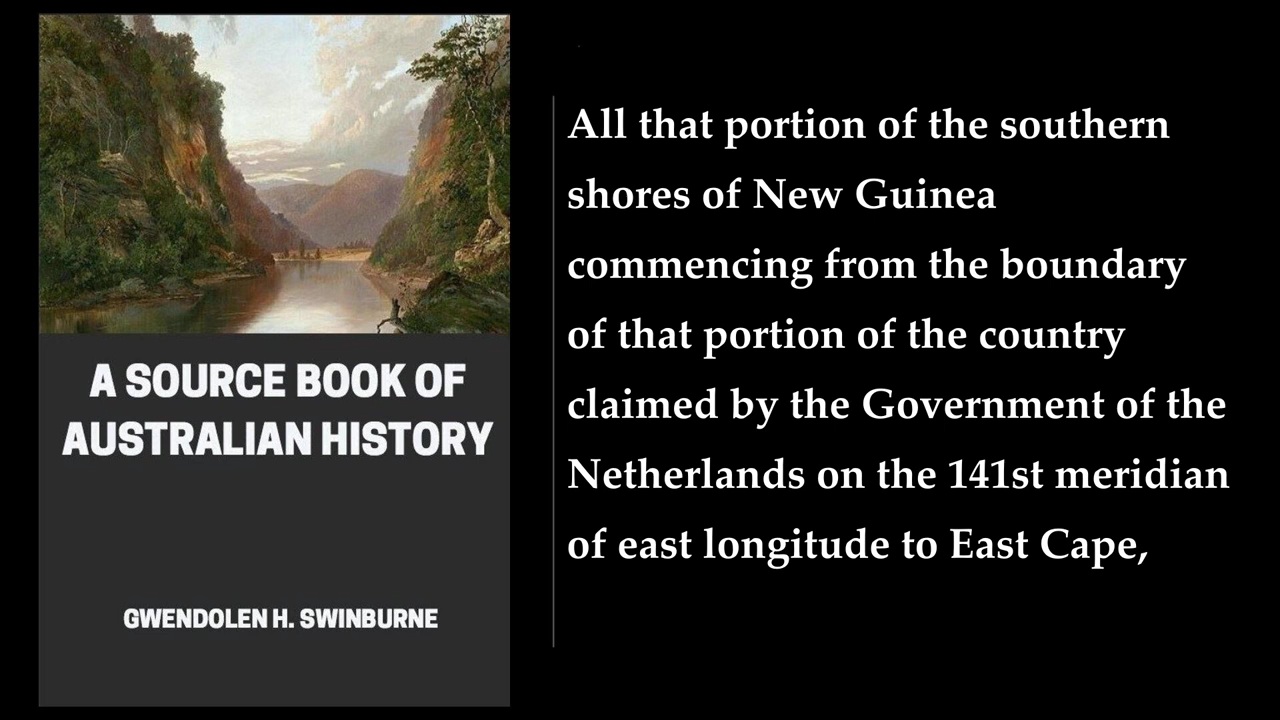 A SOURCE BOOK OF
AUSTRALIAN HISTORY
GWENDOLEN H. SWINBURNE
All that portion of the southern
shores of New Guinea
commencing from the boundary
of that portion of the country
claimed by the Government of the
Netherlands on the 141st meridian
of east longitude to East Cape,